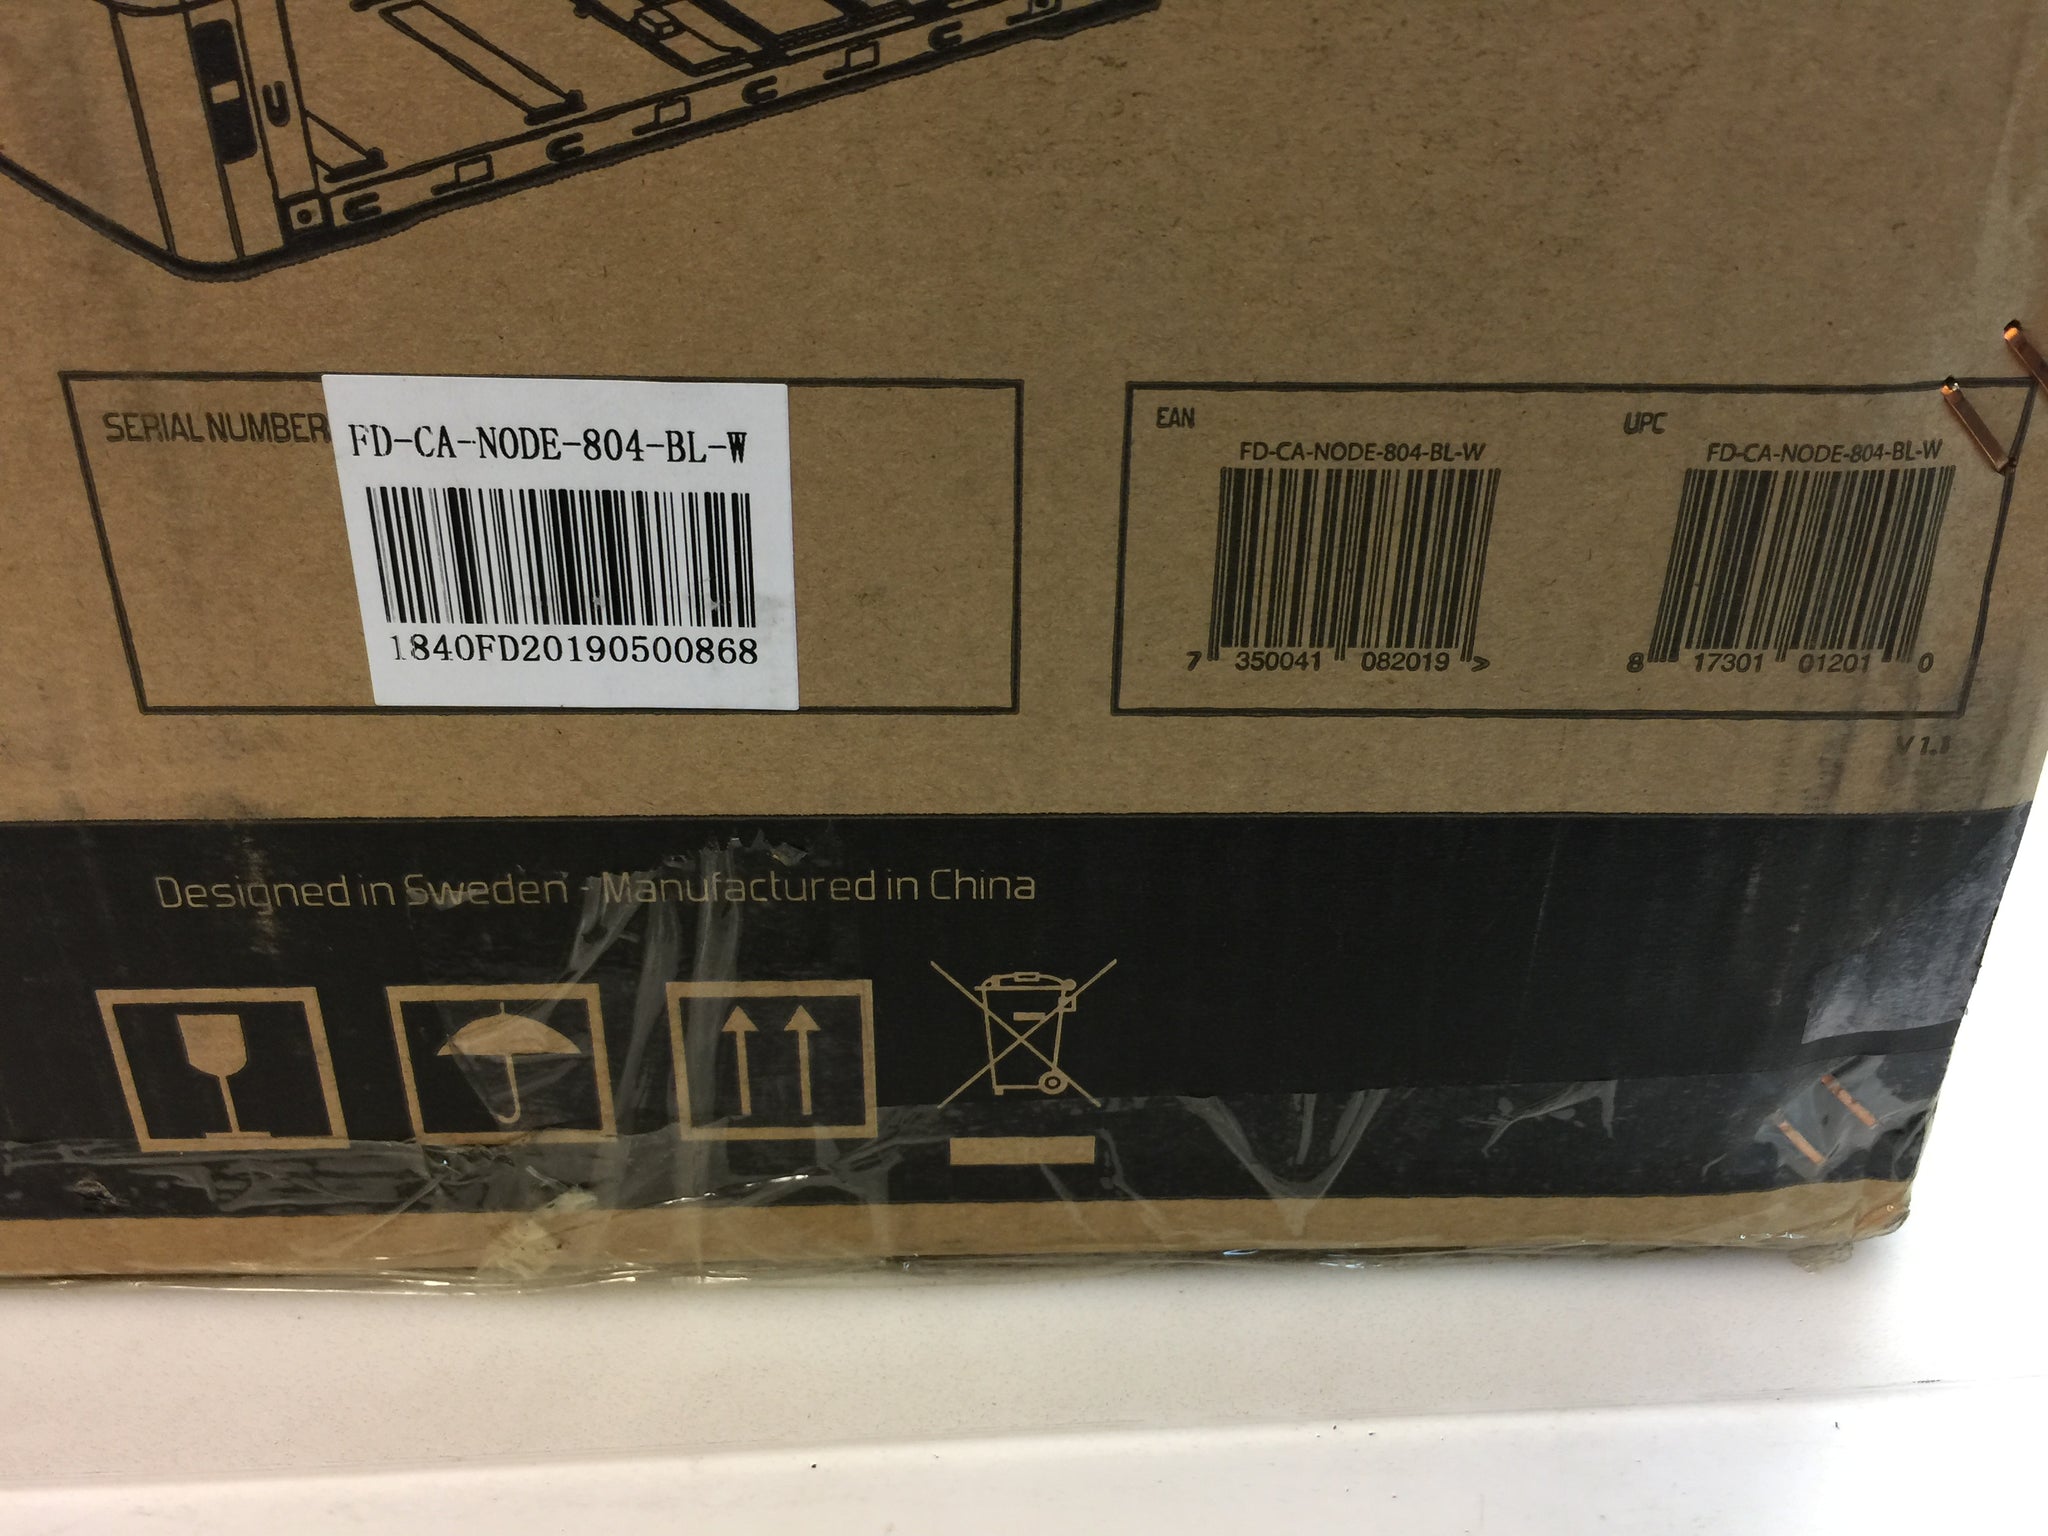 SERIAL NUMBER
FD-CA-NODE-804-BL-W
1840FD20190500868
EAN
FD-CA-NODE-804-BL-W
7 350041 082019 >
UPC
FD-CA-NODE-804-BL-W
8 17301 01201 0
V 1.1
Designed in Sweden - Manufactured in China